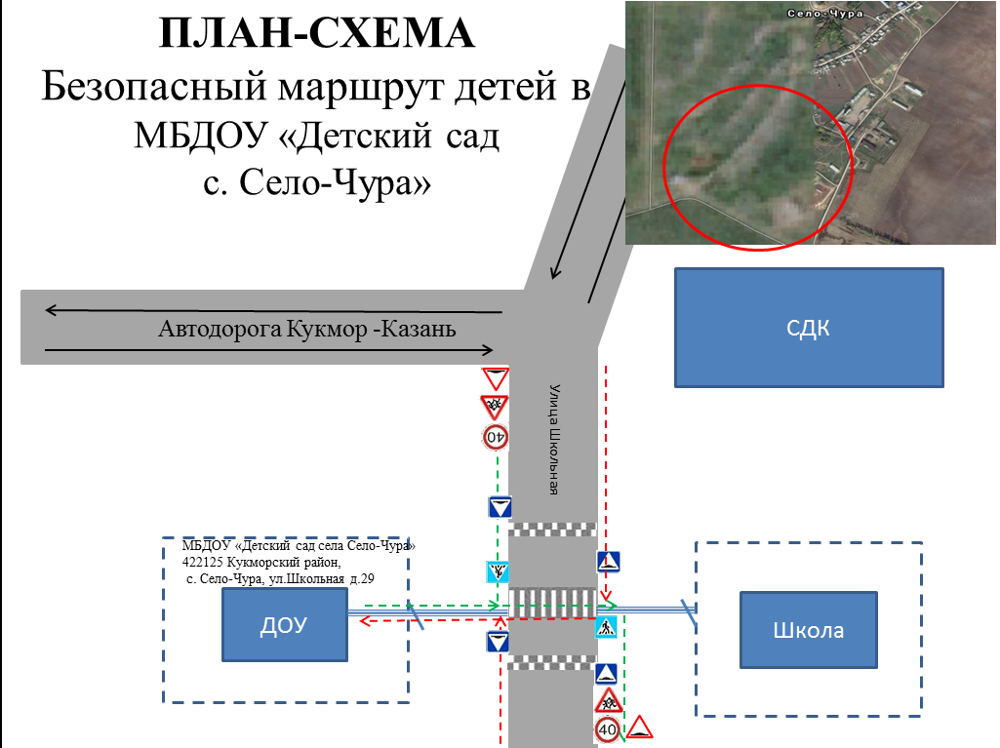 ПЛАН-СХЕМА
Безопасный маршрут детей в
МБДОУ «Детский сад
с. Село-Чура»
Село-Чура
СДК
Автодорога Кукмор -Казань
Улица Школьная
40
МБДОУ «Детский сад села Село-Чура»
422125 Кукморский район,
с. Село-Чура, ул.Школьная д.29
ДОУ
Школа
40